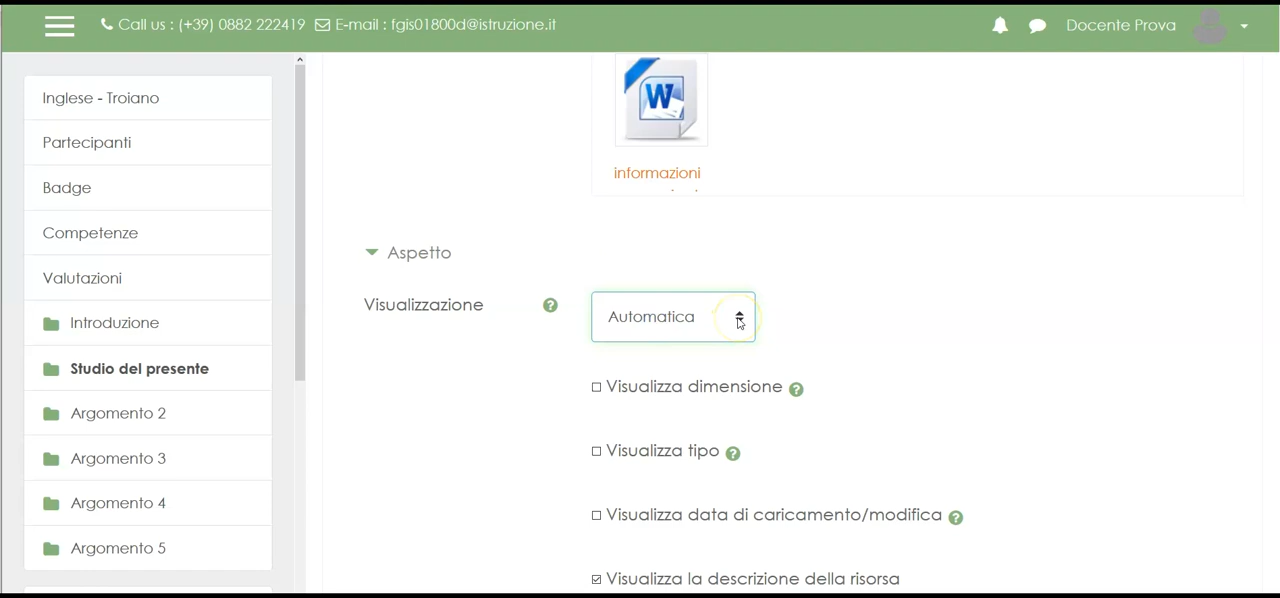 Call us : (+39) 0882 222419 E-mail : fgis01800d@istruzione.it Docente Prova
Inglese - Troiano
Partecipanti
Badge
Competenze
Valutazioni
Introduzione
Studio del presente
Argomento 2
Argomento 3
Argomento 4
Argomento 5
W
informazioni
Aspetto
Visualizzazione ? Automatica
Visualizza dimensione ?
Visualizza tipo ?
Visualizza data di caricamento/modifica ?
Visualizza la descrizione della risorsa